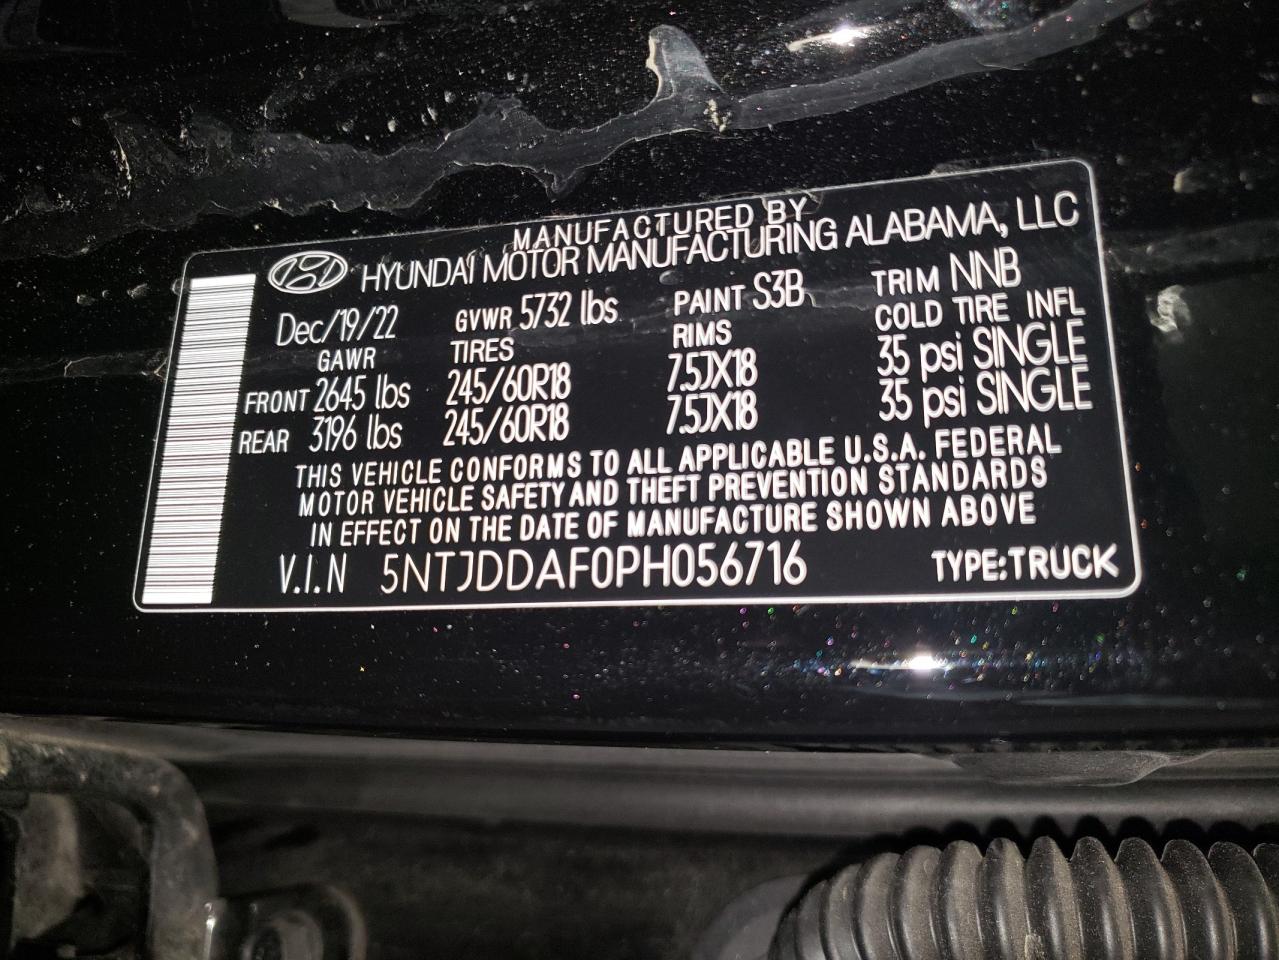 MANUFACTURED BY
HYUNDAI MOTOR MANUFACTURING ALABAMA, LLC
Dec/19/22 GVWR 5732 lbs PAINT S3B TRIM NNB
GAWR TIRES RIMS COLD TIRE INFL
FRONT 2645 lbs 245/60R18 7.5JX18 35 psi SINGLE
REAR 3196 lbs 245/60R18 7.5JX18 35 psi SINGLE
THIS VEHICLE CONFORMS TO ALL APPLICABLE U.S.A. FEDERAL
MOTOR VEHICLE SAFETY AND THEFT PREVENTION STANDARDS
IN EFFECT ON THE DATE OF MANUFACTURE SHOWN ABOVE
V.I.N 5NTJDDAF0PH056716 TYPE:TRUCK